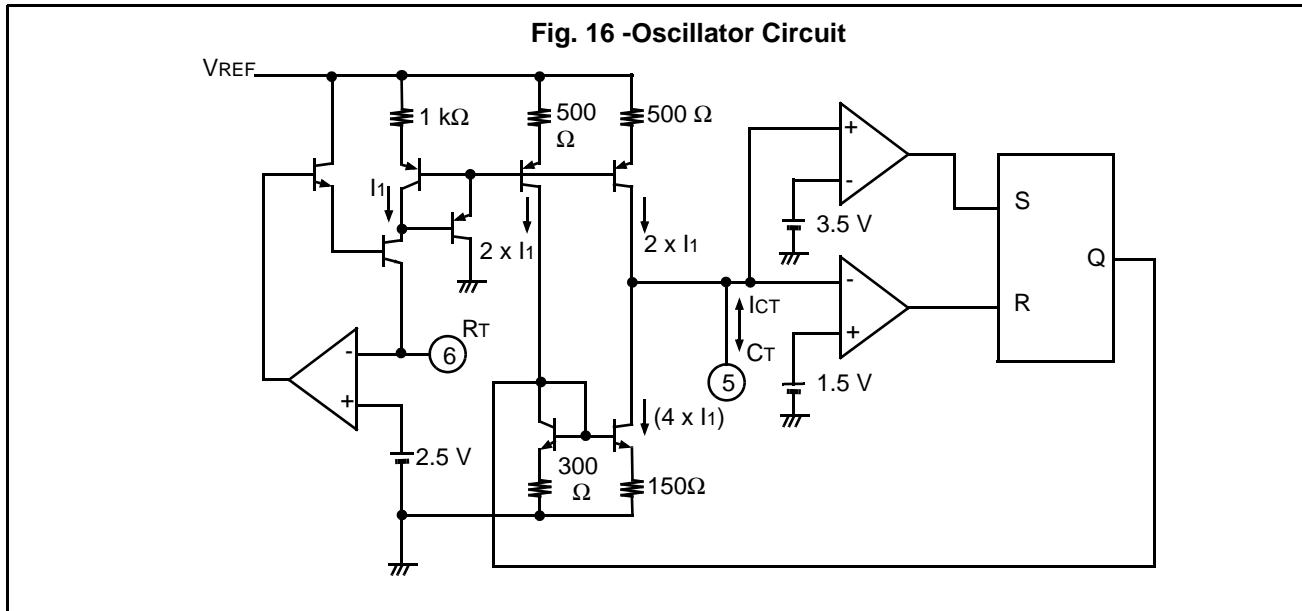 Fig. 16 -Oscillator Circuit
VREF
1 kΩ
500
Ω
500 Ω
I1
2 x I1
2 x I1
+
-
3.5 V
S
R
Q
-
+
1.5 V
ICT
CT
5
RT
6
-
+
2.5 V
(4 x I1)
300
Ω
150Ω